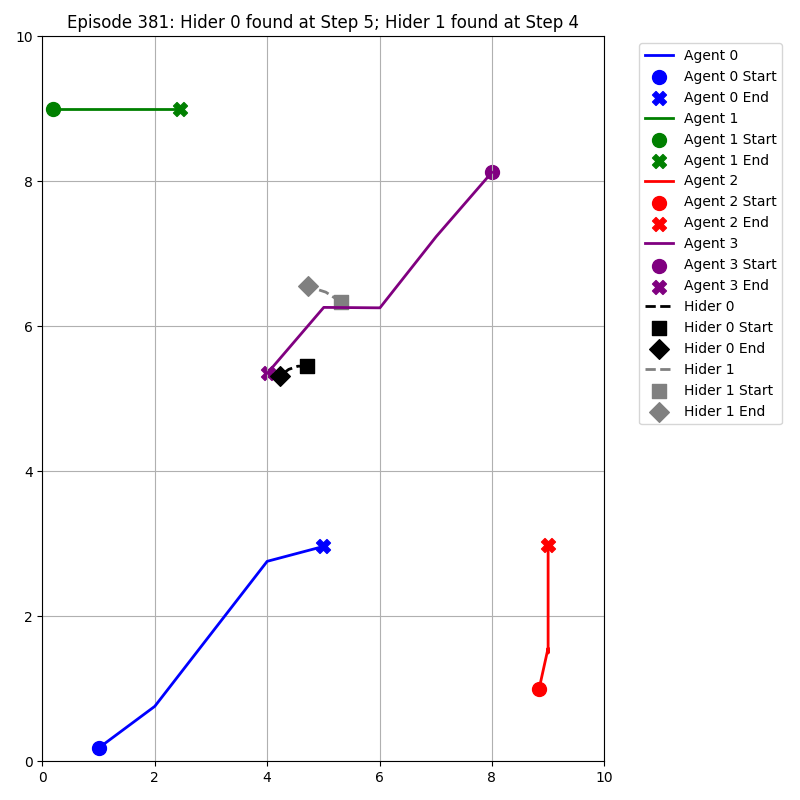 Episode 381: Hider 0 found at Step 5; Hider 1 found at Step 4
10
8
6
4
2
0
0 2 4 6 8 10
Agent 0
Agent 0 Start
Agent 0 End
Agent 1
Agent 1 Start
Agent 1 End
Agent 2
Agent 2 Start
Agent 2 End
Agent 3
Agent 3 Start
Agent 3 End
Hider 0
Hider 0 Start
Hider 0 End
Hider 1
Hider 1 Start
Hider 1 End